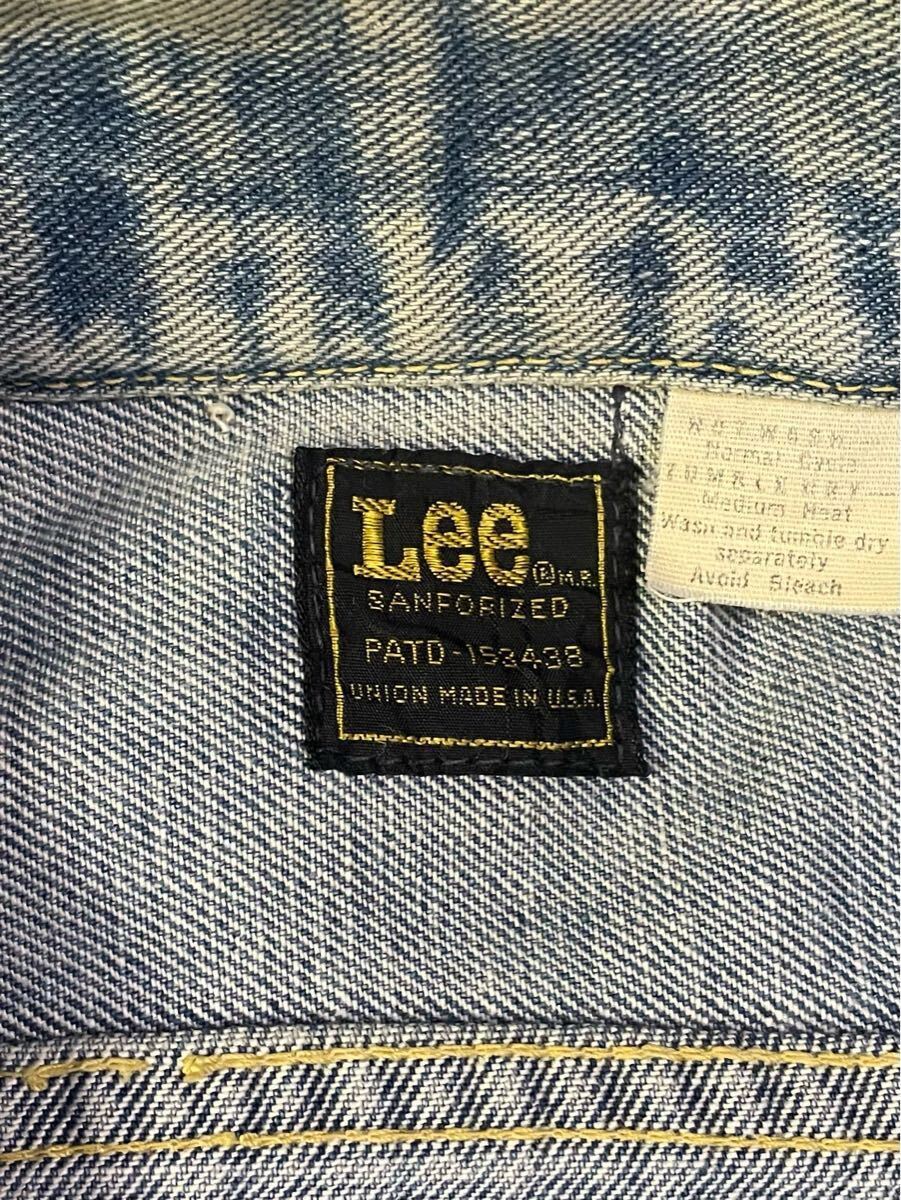 Lee® M.R.
SANFORIZED
PATD-153438
UNION MADE IN U.S.A.
Normal Cycle
Medium Heat
Wash and tumble dry
separately
Avoid Bleach